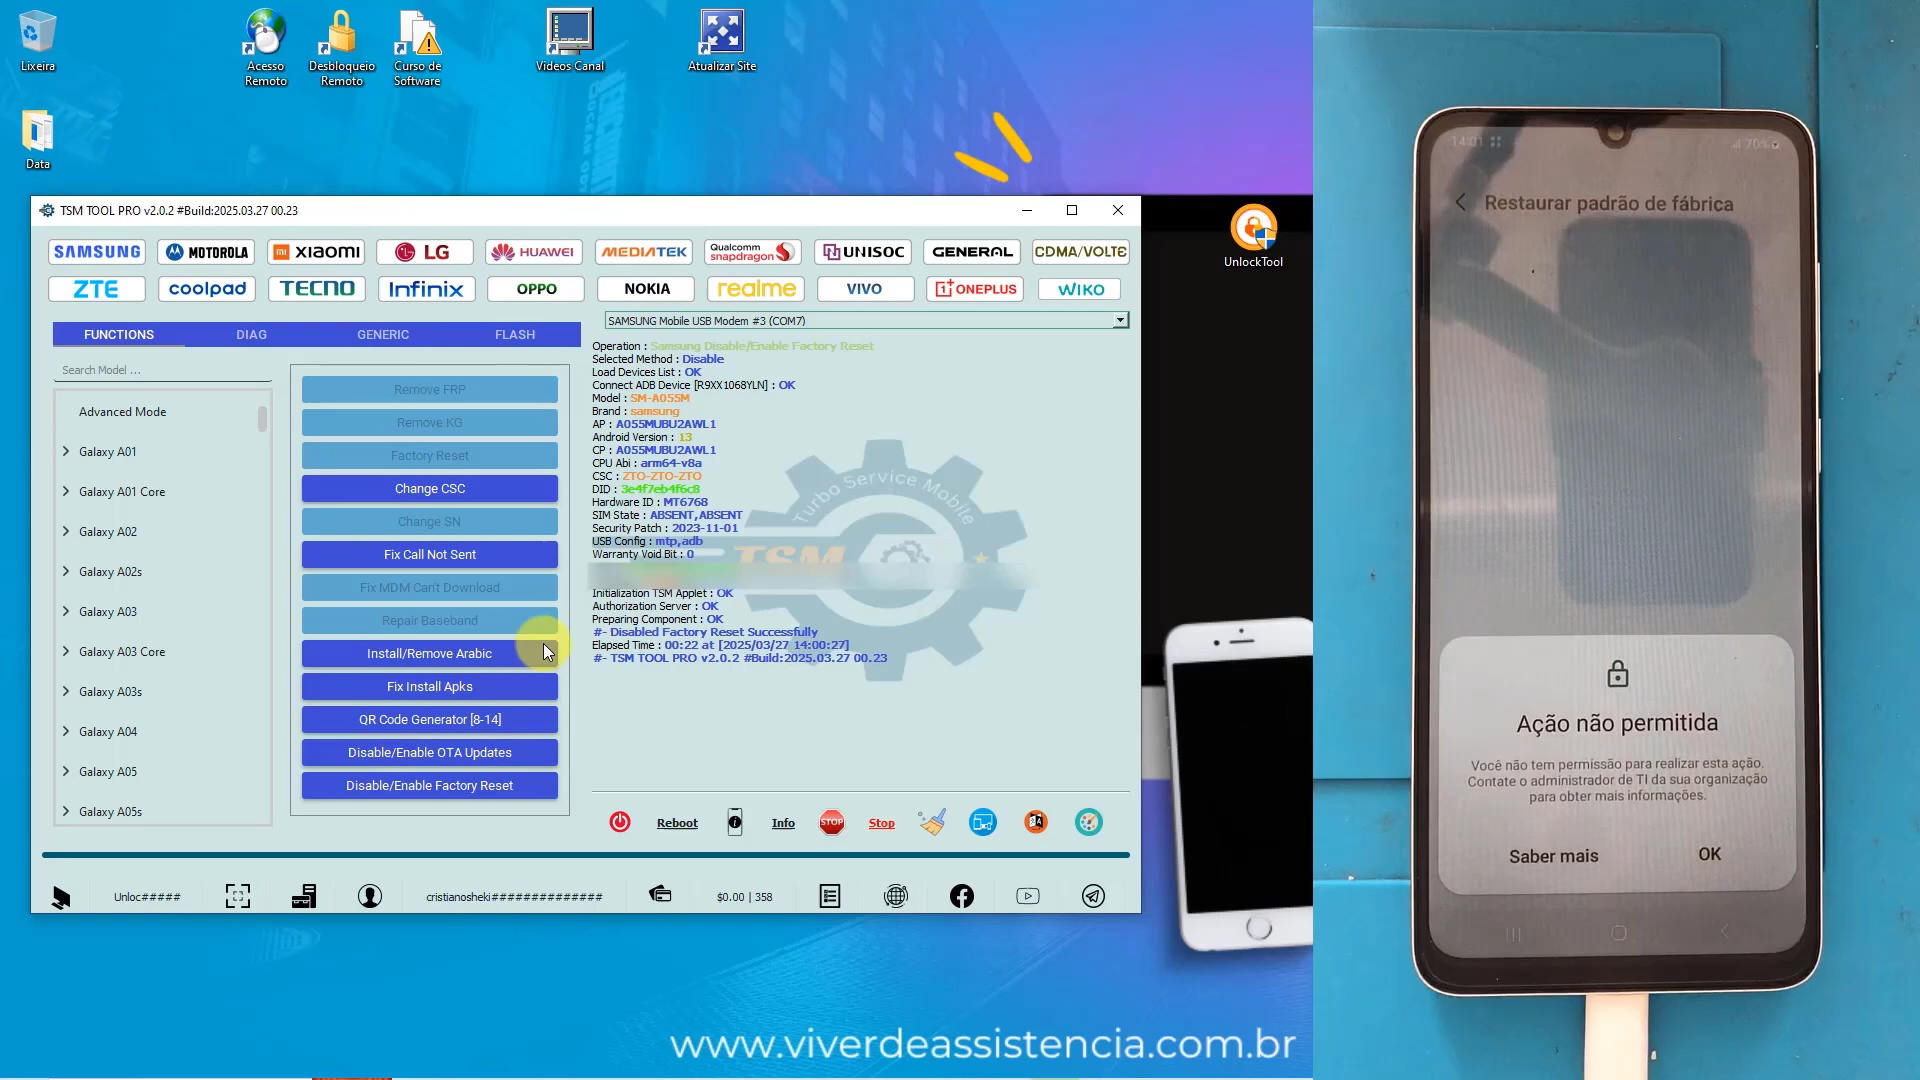 Lixeira
Acesso
Remoto
Desbloqueio
Remoto
Curso de
Software
Videos Canal
Atualizar Site
Data
UnlockTool
TSM TOOL PRO v2.0.2 #Build:2025.03.27 00.23
SAMSUNG
MOTOROLA
xiaomi
LG
HUAWEI
MEDIATEK
Qualcomm
snapdragon
UNISOC
GENERAL
CDMA/VOLTE
ZTE
coolpad
TECNO
Infinix
OPPO
NOKIA
realme
VIVO
1+ ONEPLUS
WIKO
FUNCTIONS
DIAG
GENERIC
FLASH
Search Model ...
Advanced Mode
Galaxy A01
Galaxy A01 Core
Galaxy A02
Galaxy A02s
Galaxy A03
Galaxy A03 Core
Galaxy A03s
Galaxy A04
Galaxy A05
Galaxy A05s
Remove FRP
Remove KG
Factory Reset
Change CSC
Change SN
Fix Call Not Sent
Fix MDM Can't Download
Repair Baseband
Install/Remove Arabic
Fix Install Apks
QR Code Generator [8-14]
Disable/Enable OTA Updates
Disable/Enable Factory Reset
SAMSUNG Mobile USB Modem #3 (COM7)
Operation : Samsung Disable/Enable Factory Reset
Selected Method : Disable
Load Devices List : OK
Connect ADB Device [R9XX1068YLN] : OK
Model : SM-A055M
Brand : samsung
AP : A055MUBU2AWL1
Android Version : 13
CP : A055MUBU2AWL1
CPU Abi : arm64-v8a
CSC : ZTO-ZTO-ZTO
DID : 3e4f7eb4f6c8
Hardware ID : MT6768
SIM State : ABSENT,ABSENT
Security Patch : 2023-11-01
USB Config : mtp,adb
Warranty Void Bit : 0
Initialization TSM Applet : OK
Authorization Server : OK
Preparing Component : OK
#- Disabled Factory Reset Successfully
Elapsed Time : 00:22 at [2025/03/27 14:00:27]
#- TSM TOOL PRO v2.0.2 #Build:2025.03.27 00.23
Turbo Service Mobile
TSM
Reboot
Info
STOP
Stop
Unloc#####
cristianosheki##############
$0.00 | 358
www.viverdeassistencia.com.br
14:01
70%
Restaurar padrão de fábrica
Ação não permitida
Você não tem permissão para realizar esta ação.
Contate o administrador de TI da sua organização
para obter mais informações.
Saber mais
OK